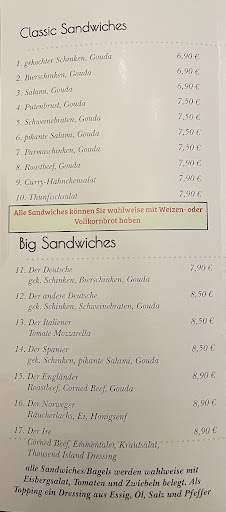 Classic Sandwiches
1. gekochter Schinken, Gouda 6,90 €
2. Bierschinken, Gouda 6,90 €
3. Salami, Gouda 6,90 €
4. Putenbrust, Gouda 7,50 €
5. Schweinebraten, Gouda 7,50 €
6. pikante Salami, Gouda 7,50 €
7. Parmaschinken, Gouda 7,90 €
8. Roastbeef, Gouda 7,90 €
9. Curry-Hähnchensalat 7,90 €
10. Thunfischsalat 7,90 €
Alle Sandwiches können Sie wahlweise mit Weizen- oder
Vollkornbrot haben
Big Sandwiches
11. Der Deutsche 7,90 €
gek. Schinken, Bierschinken, Gouda
12. Der andere Deutsche 8,50 €
gek. Schinken, Schweinebraten, Gouda
13. Der Italiener 8,50 €
Tomate Mozzarella
14. Der Spanier 8,50 €
gek. Schinken, pikante Salami, Gouda
15. Der Engländer 8,90 €
Roastbeef, Corned Beef, Gouda
16. Der Norweger 8,90 €
Räucherlachs, Ei, Honigsenf
17. Der Ire 8,90 €
Corned Beef, Emmentaler, Krautsalat,
Thousend Island Dressing
alle Sandwiches/Bagels werden wahlweise mit
Eisbergsalat, Tomaten und Zwiebeln belegt. Als
Topping ein Dressing aus Essig, Öl, Salz und Pfeffer